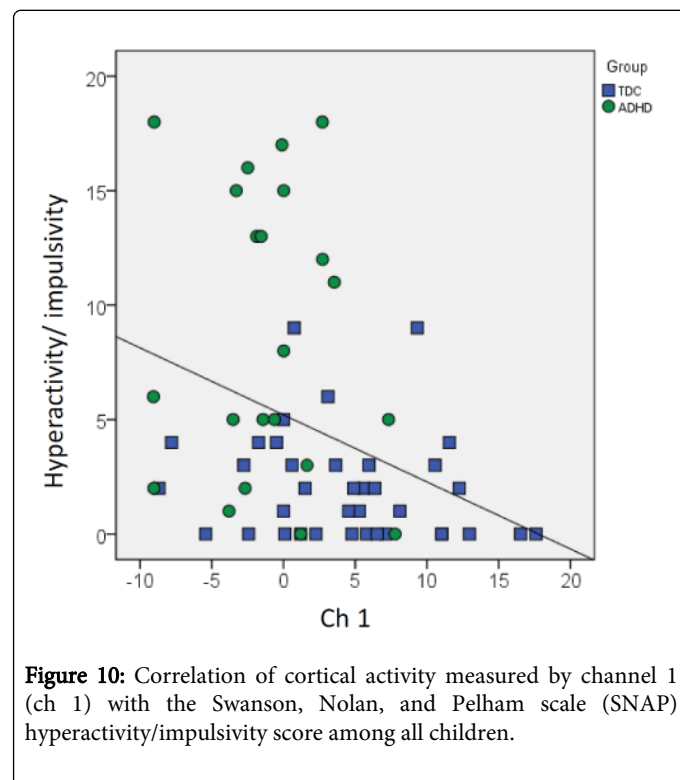 Group
TDC
ADHD
20
15
10
5
0
Hyperactivity/ impulsivity
-10 -5 0 5 10 15 20
Ch 1
Figure 10: Correlation of cortical activity measured by channel 1
(ch 1) with the Swanson, Nolan, and Pelham scale (SNAP)
hyperactivity/impulsivity score among all children.